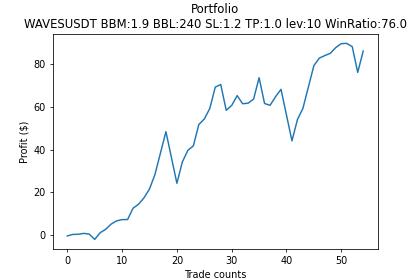 Portfolio
WAVESUSDT BBM:1.9 BBL:240 SL:1.2 TP:1.0 lev:10 WinRatio:76.0
Profit ($)
80
60
40
20
0
0 10 20 30 40 50
Trade counts